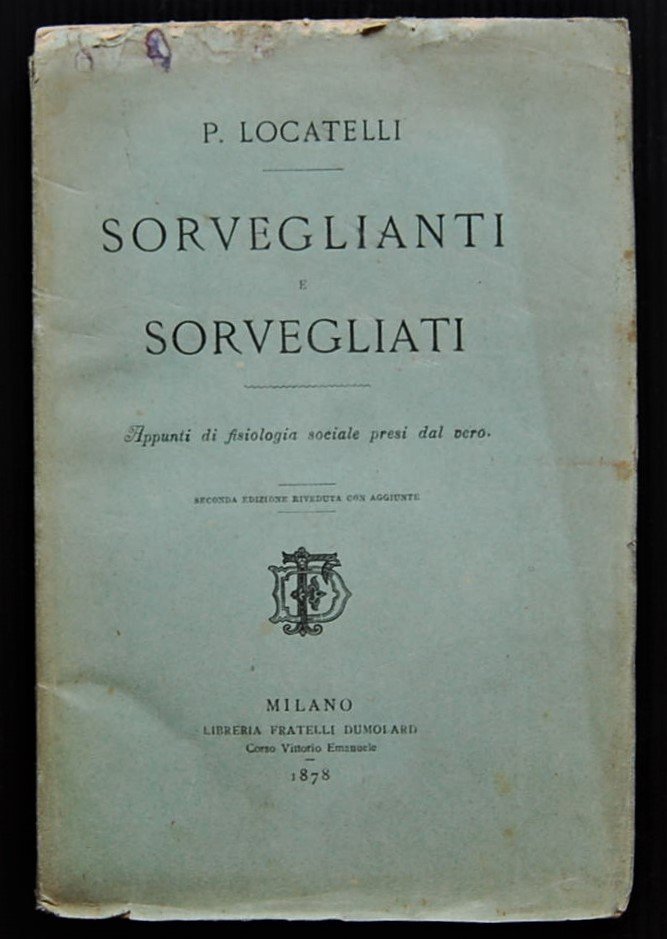 P. LOCATELLI
SORVEGLIANTI
E
SORVEGLIATI
Appunti di fisiologia sociale presi dal vero.
SECONDA EDIZIONE RIVEDUTA CON AGGIUNTE
FD
MILANO
LIBRERIA FRATELLI DUMOLARD
Corso Vittorio Emanuele
1878